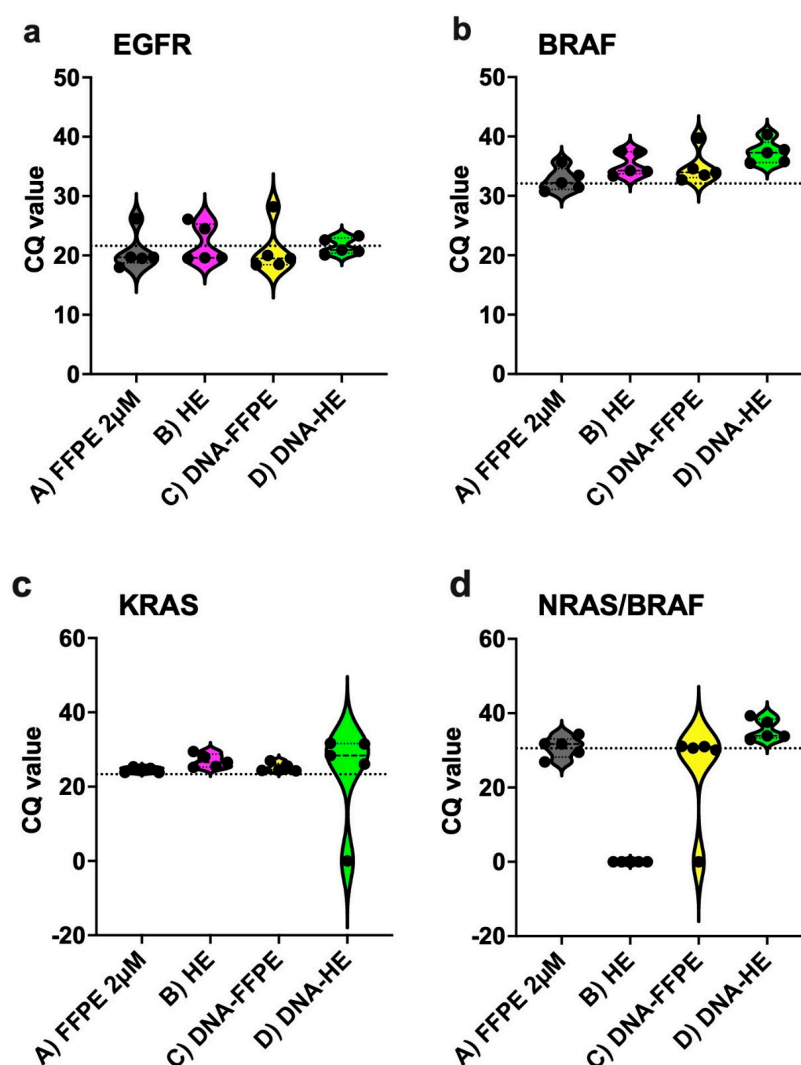 a
EGFR
50
40
30
20
10
0
CQ value
A) FFPE 2µM
B) HE
C) DNA-FFPE
D) DNA-HE
b
BRAF
50
40
30
20
10
0
CQ value
A) FFPE 2µM
B) HE
C) DNA-FFPE
D) DNA-HE
c
KRAS
60
40
20
0
-20
CQ value
A) FFPE 2µM
B) HE
C) DNA-FFPE
D) DNA-HE
d
NRAS/BRAF
60
40
20
0
-20
CQ value
A) FFPE 2µM
B) HE
C) DNA-FFPE
D) DNA-HE